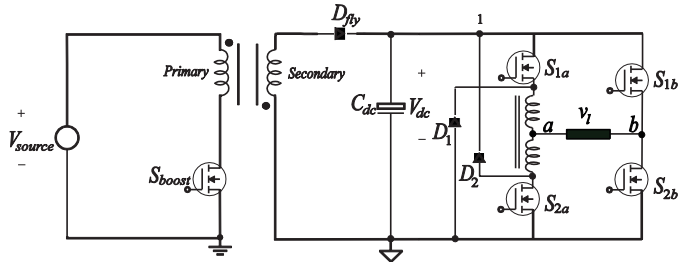 D_fly
1
Primary
Secondary
S_1a
S_1b
+
C_dc
V_dc
+
D_1
a
v_l
b
V_source
−
−
D_2
S_boost
S_2a
S_2b